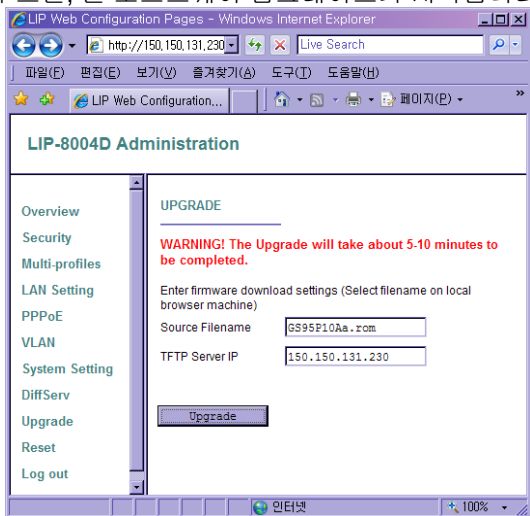 LIP Web Configuration Pages - Windows Internet Explorer
http://150,150,131,230
Live Search
파일(F) 편집(E) 보기(V) 즐겨찾기(A) 도구(T) 도움말(H)
LIP Web Configuration,,,
페이지(P)
»
LIP-8004D Administration
Overview
Security
Multi-profiles
LAN Setting
PPPoE
VLAN
System Setting
DiffServ
Upgrade
Reset
Log out
UPGRADE
WARNING! The Upgrade will take about 5-10 minutes to
be completed.
Enter firmware download settings (Select filename on local
browser machine)
Source Filename GS95P10Aa.rom
TFTP Server IP 150.150.131.230
Upgrade
인터넷
100%